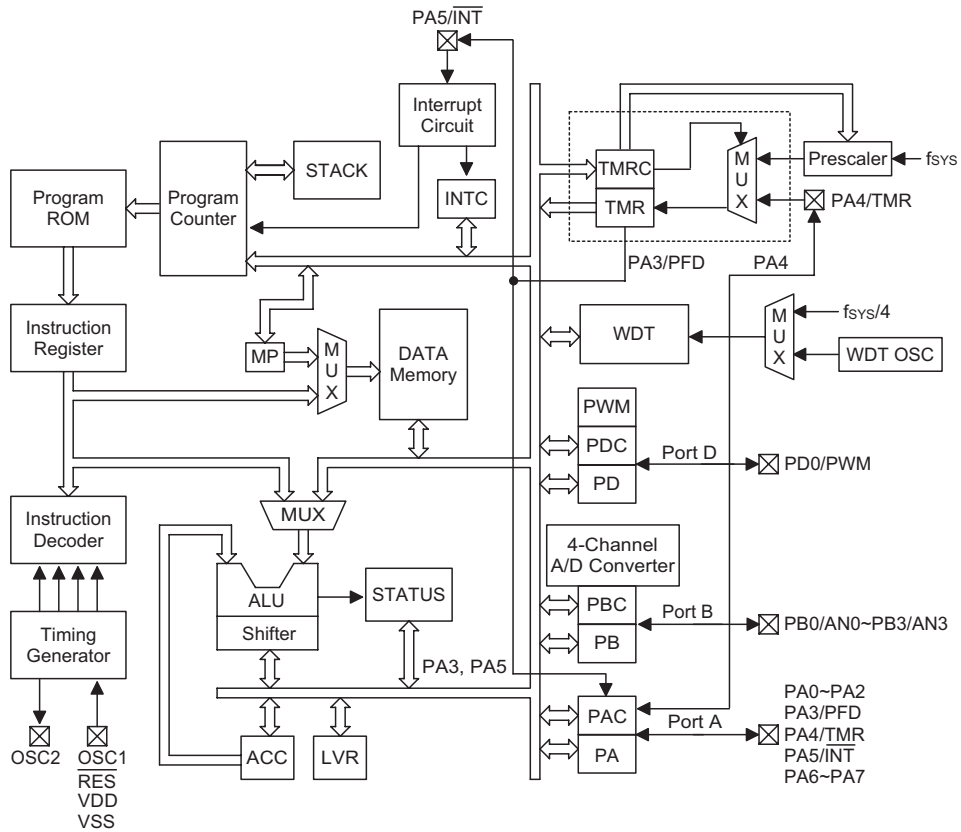 PA5/INT
Interrupt
Circuit
INTC
STACK
Program
Counter
Program
ROM
Instruction
Register
MP
M
U
X
DATA
Memory
TMRC
TMR
M
U
X
Prescaler
fSYS
PA4/TMR
PA3/PFD
PA4
WDT
M
U
X
fSYS/4
WDT OSC
PWM
PDC
PD
Port D
PD0/PWM
MUX
Instruction
Decoder
ALU
Shifter
STATUS
4-Channel
A/D Converter
PBC
PB
Port B
PB0/AN0~PB3/AN3
Timing
Generator
PA3, PA5
PAC
PA
Port A
PA0~PA2
PA3/PFD
PA4/TMR
PA5/INT
PA6~PA7
ACC
LVR
OSC2
OSC1
RES
VDD
VSS